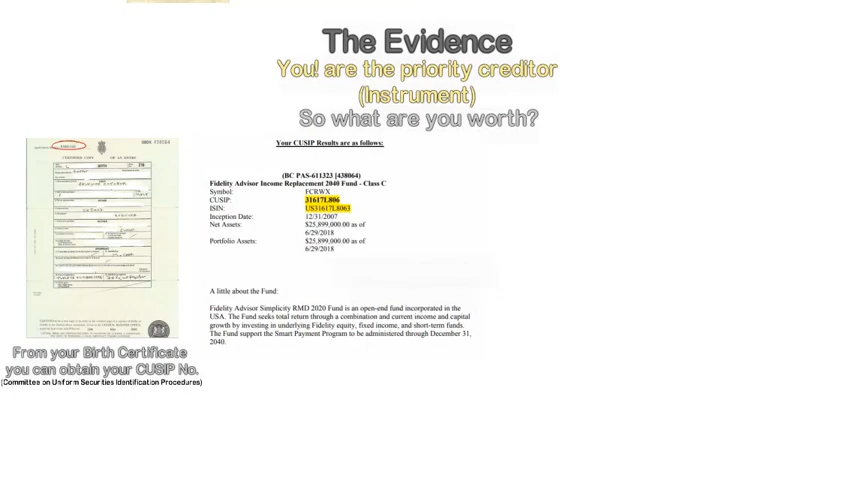 The Evidence
You! are the priority creditor
(Instrument)
So what are you worth?
Your CUSIP Results are as follows:
(BC PAS-611323 [438064)
Fidelity Advisor Income Replacement 2040 Fund - Class C
Symbol: FCRWX
CUSIP: 31617L806
ISIN: US31617L8063
Inception Date: 12/31/2007
Net Assets: $25,899,000.00 as of
6/29/2018
Portfolio Assets: $25,899,000.00 as of
6/29/2018
A little about the Fund:
Fidelity Advisor Simplicity RMD 2020 Fund is an open-end fund incorporated in the
USA. The Fund seeks total return through a combination and current income and capital
growth by investing in underlying Fidelity equity, fixed income, and short-term funds.
The Fund support the Smart Payment Program to be administered through December 31,
2040.
From your Birth Certificate
you can obtain your CUSIP No.
(Committee on Uniform Securities Identification Procedures)